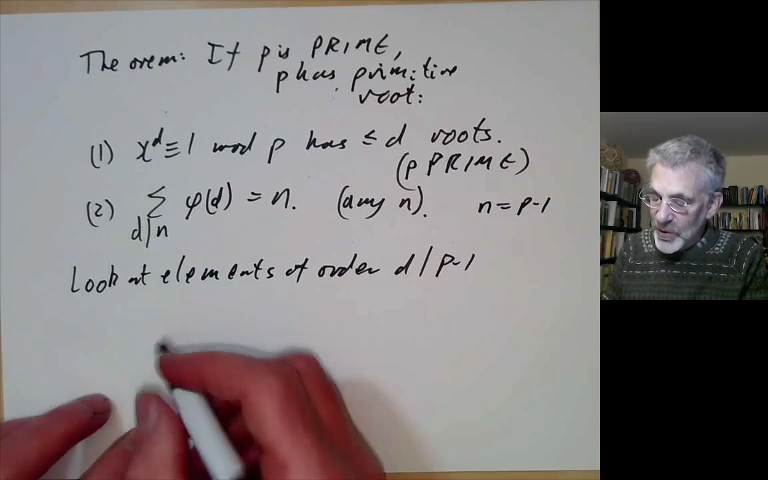 Theorem: If p is PRIME,
p has primitive
root:
(1) x^d ≡ 1 mod p has ≤ d roots.
(p PRIME)
(2) ∑ φ(d) = n. (any n). n = p-1
d|n
Look at elements of order d | p-1